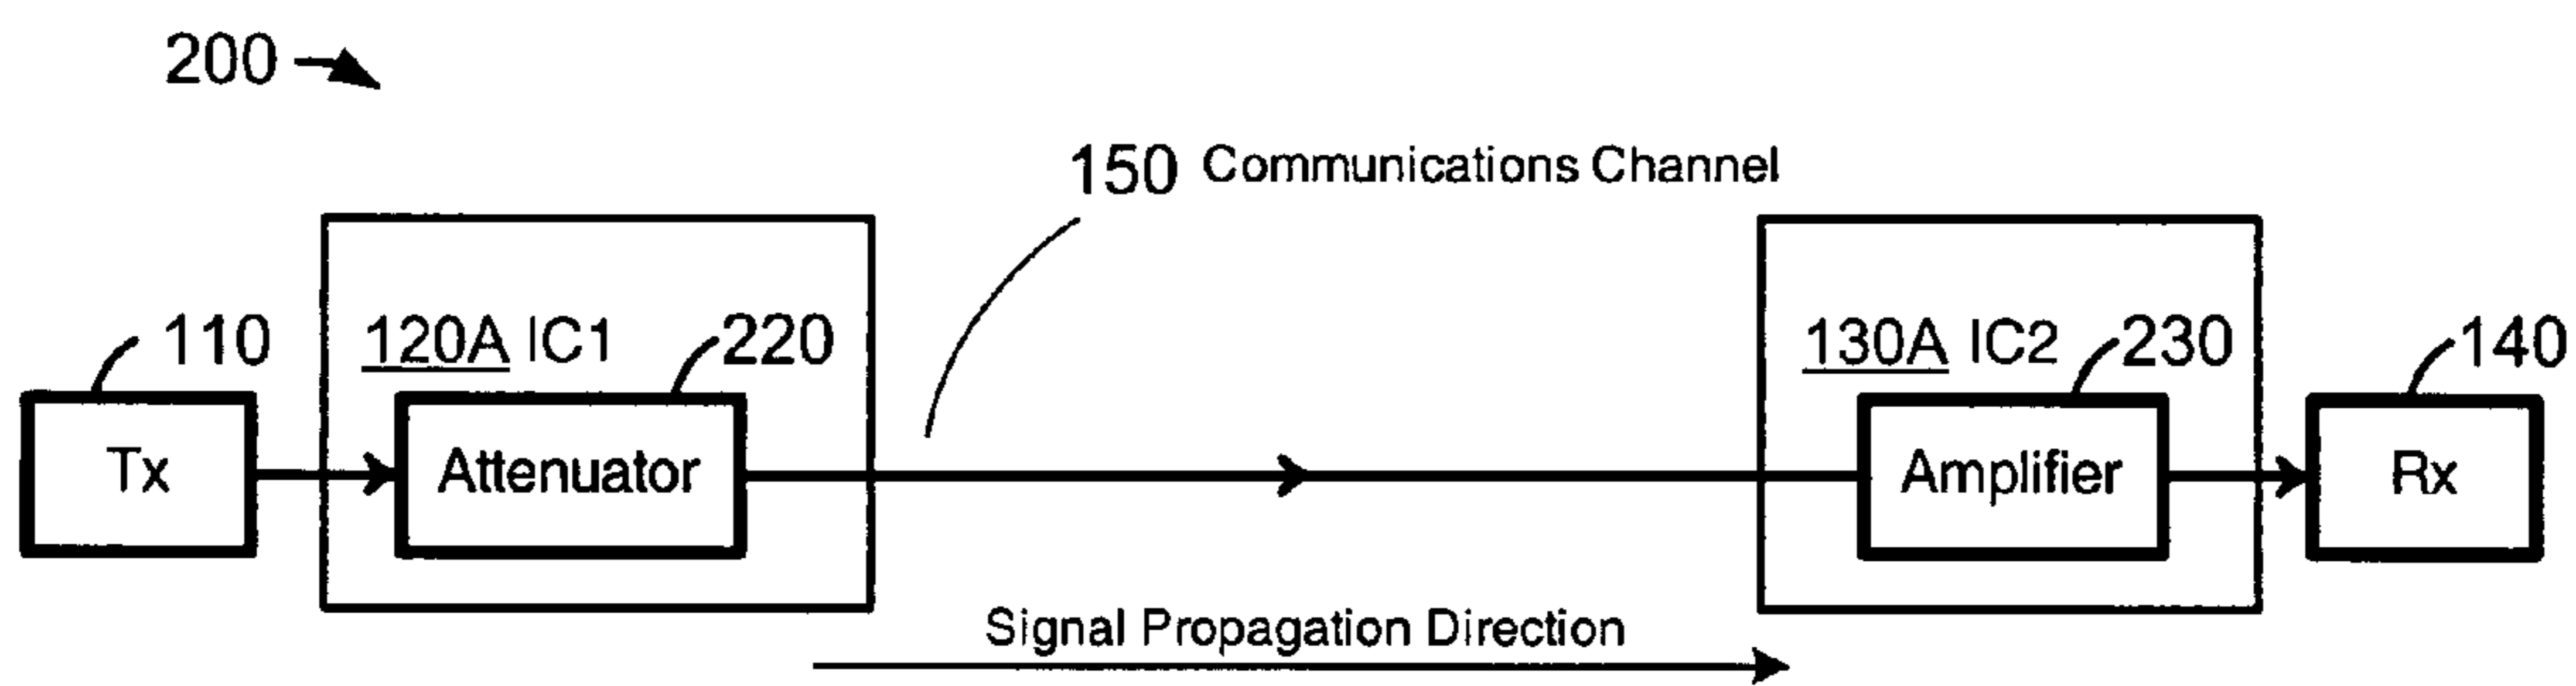 200
150 Communications Channel
110
120A IC1
220
130A IC2
230
140
Tx
Attenuator
Amplifier
Rx
Signal Propagation Direction